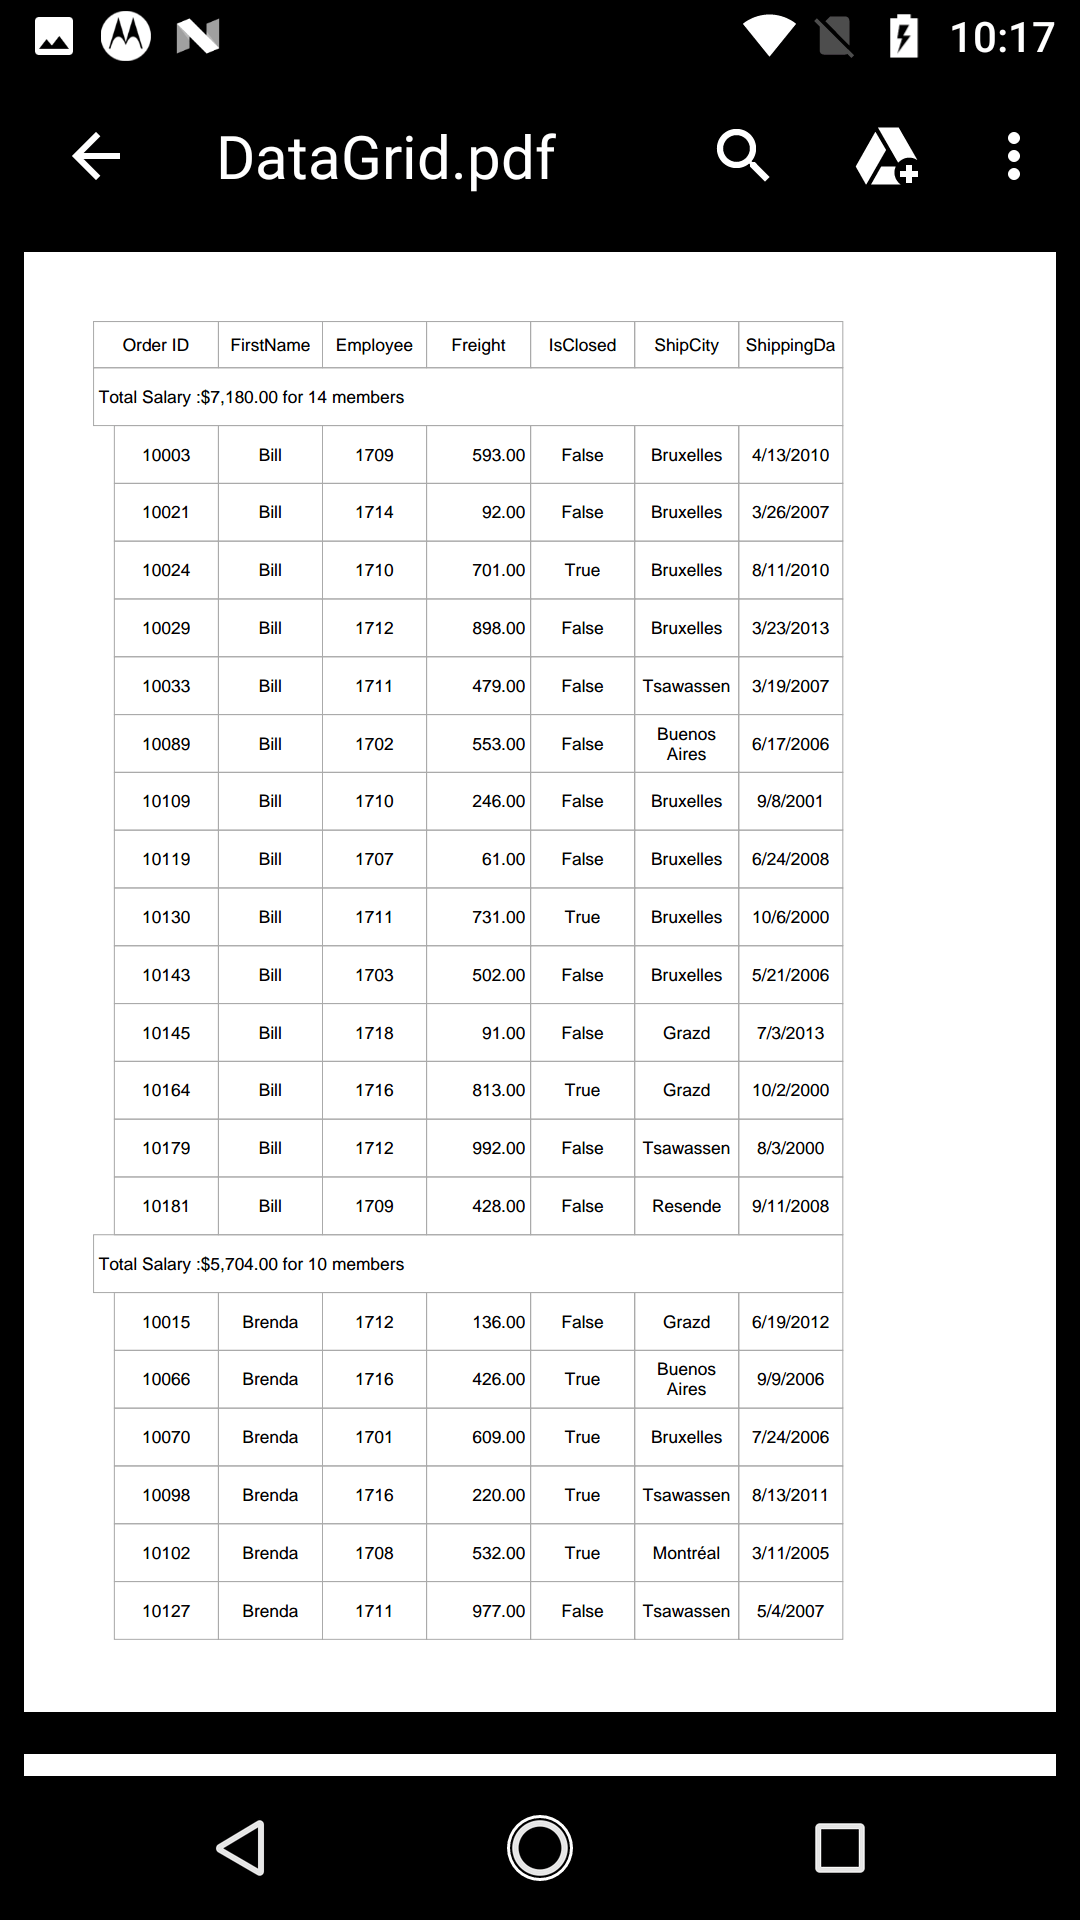 10:17
DataGrid.pdf
Order ID FirstName Employee Freight IsClosed ShipCity ShippingDa
Total Salary :$7,180.00 for 14 members
10003 Bill 1709 593.00 False Bruxelles 4/13/2010
10021 Bill 1714 92.00 False Bruxelles 3/26/2007
10024 Bill 1710 701.00 True Bruxelles 8/11/2010
10029 Bill 1712 898.00 False Bruxelles 3/23/2013
10033 Bill 1711 479.00 False Tsawassen 3/19/2007
10089 Bill 1702 553.00 False Buenos Aires 6/17/2006
10109 Bill 1710 246.00 False Bruxelles 9/8/2001
10119 Bill 1707 61.00 False Bruxelles 6/24/2008
10130 Bill 1711 731.00 True Bruxelles 10/6/2000
10143 Bill 1703 502.00 False Bruxelles 5/21/2006
10145 Bill 1718 91.00 False Grazd 7/3/2013
10164 Bill 1716 813.00 True Grazd 10/2/2000
10179 Bill 1712 992.00 False Tsawassen 8/3/2000
10181 Bill 1709 428.00 False Resende 9/11/2008
Total Salary :$5,704.00 for 10 members
10015 Brenda 1712 136.00 False Grazd 6/19/2012
10066 Brenda 1716 426.00 True Buenos Aires 9/9/2006
10070 Brenda 1701 609.00 True Bruxelles 7/24/2006
10098 Brenda 1716 220.00 True Tsawassen 8/13/2011
10102 Brenda 1708 532.00 True Montréal 3/11/2005
10127 Brenda 1711 977.00 False Tsawassen 5/4/2007